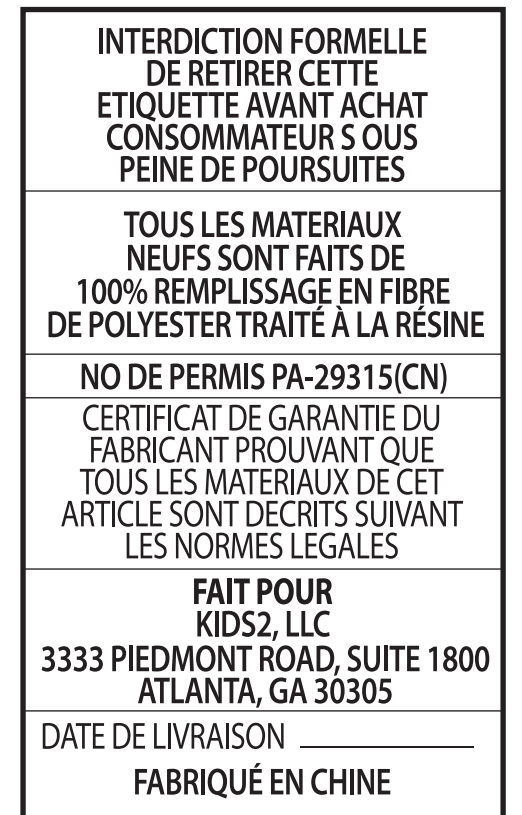 INTERDICTION FORMELLE
DE RETIRER CETTE
ETIQUETTE AVANT ACHAT
CONSOMMATEUR S OUS
PEINE DE POURSUITES
TOUS LES MATERIAUX
NEUFS SONT FAITS DE
100% REMPLISSAGE EN FIBRE
DE POLYESTER TRAITÉ À LA RÉSINE
NO DE PERMIS PA-29315(CN)
CERTIFICAT DE GARANTIE DU
FABRICANT PROUVANT QUE
TOUS LES MATERIAUX DE CET
ARTICLE SONT DECRITS SUIVANT
LES NORMES LEGALES
FAIT POUR
KIDS2, LLC
3333 PIEDMONT ROAD, SUITE 1800
ATLANTA, GA 30305
DATE DE LIVRAISON ____________
FABRIQUÉ EN CHINE